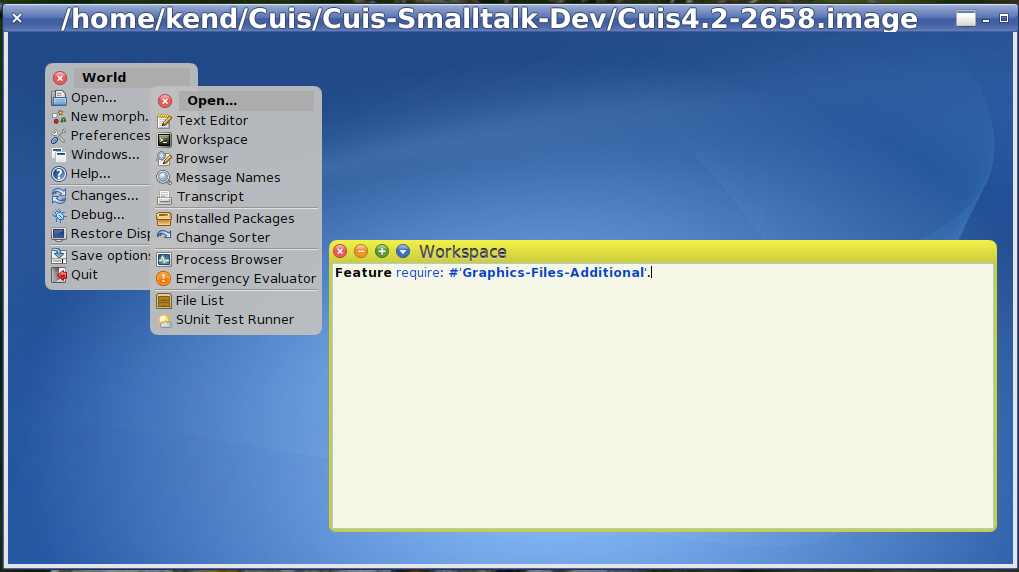 /home/kend/Cuis/Cuis-Smalltalk-Dev/Cuis4.2-2658.image
World
Open...
New morph.
Preferences
Windows...
Help...
Changes...
Debug...
Restore Disp
Save options
Quit
Open...
Text Editor
Workspace
Browser
Message Names
Transcript
Installed Packages
Change Sorter
Process Browser
Emergency Evaluator
File List
SUnit Test Runner
Workspace
Feature require: #'Graphics-Files-Additional'.